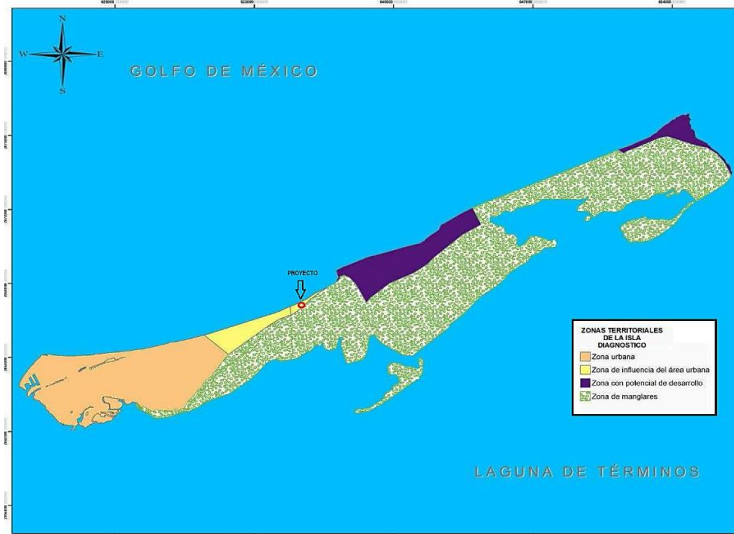 N
W
E
S
GOLFO DE MÉXICO
PROYECTO
ZONAS TERRITORIALES
DE LA ISLA
DIAGNOSTICO
Zona urbana
Zona de influencia del área urbana
Zona con potencial de desarrollo
Zona de manglares
LAGUNA DE TÉRMINOS